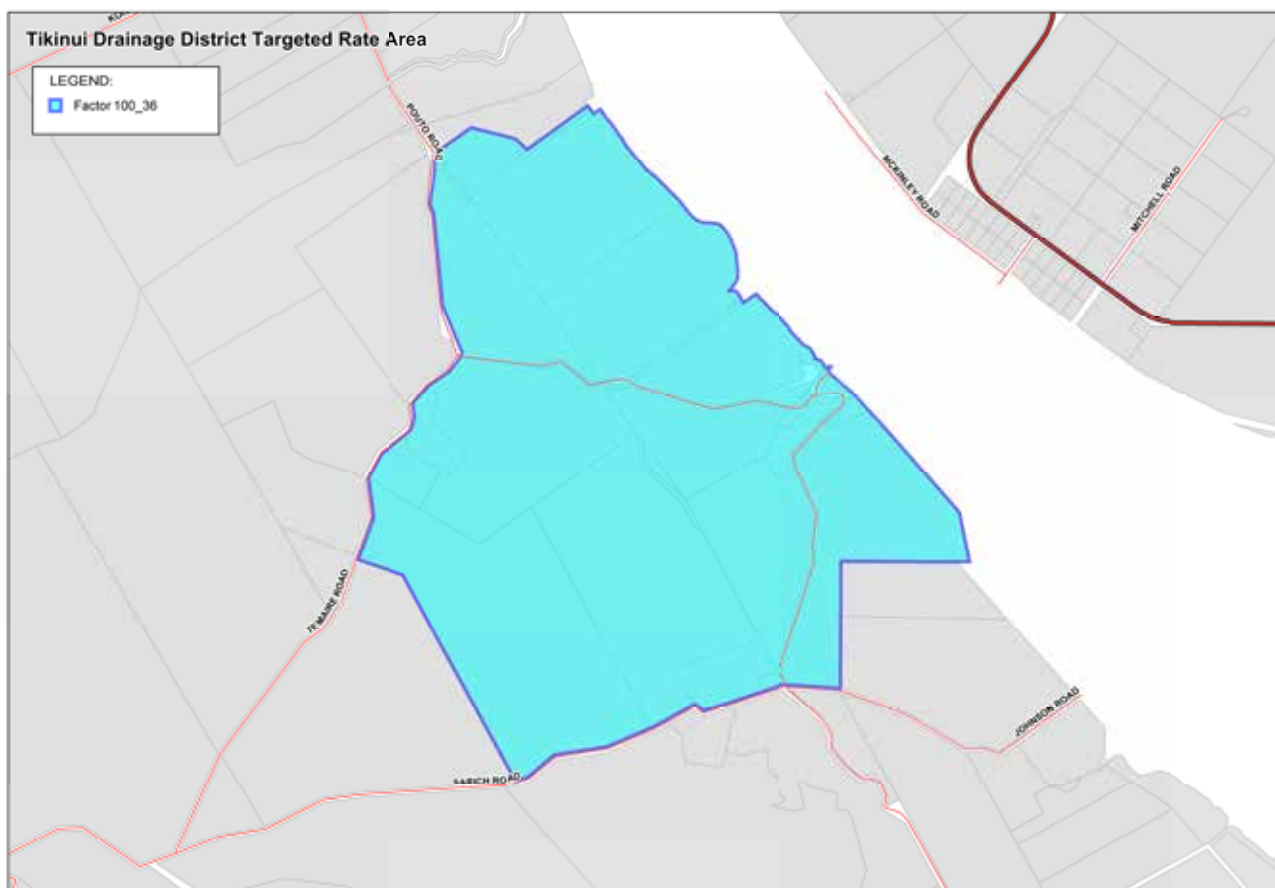 Tikinui Drainage District Targeted Rate Area
LEGEND:
Factor 100_36
POUTO ROAD
MCKINLEY ROAD
MITCHELL ROAD
MAIRE ROAD
JOHNSON ROAD
SARICH ROAD